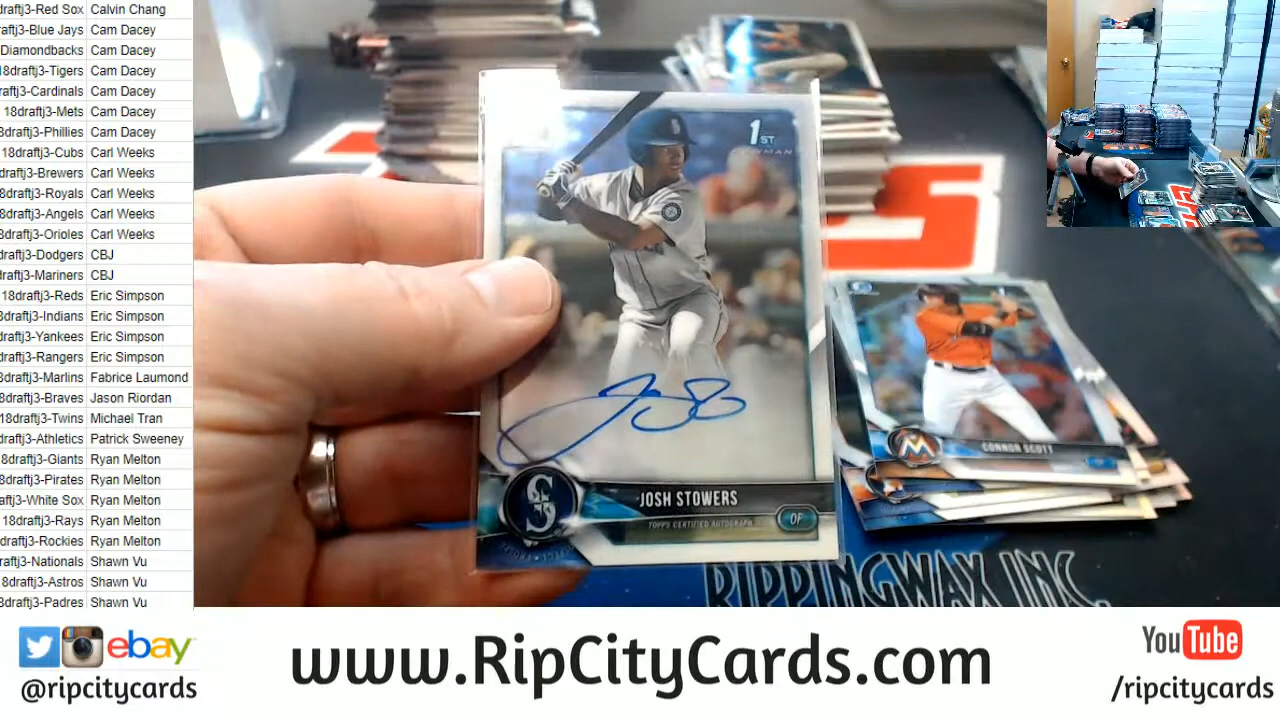 draftj3-Red Sox Calvin Chang
draftj3-Blue Jays Cam Dacey
Diamondbacks Cam Dacey
18draftj3-Tigers Cam Dacey
draftj3-Cardinals Cam Dacey
18draftj3-Mets Cam Dacey
8draftj3-Phillies Cam Dacey
18draftj3-Cubs Carl Weeks
draftj3-Brewers Carl Weeks
8draftj3-Royals Carl Weeks
8draftj3-Angels Carl Weeks
8draftj3-Orioles Carl Weeks
draftj3-Dodgers CBJ
draftj3-Mariners CBJ
18draftj3-Reds Eric Simpson
draftj3-Indians Eric Simpson
draftj3-Yankees Eric Simpson
draftj3-Rangers Eric Simpson
8draftj3-Marlins Fabrice Laumond
8draftj3-Braves Jason Riordan
18draftj3-Twins Michael Tran
draftj3-Athletics Patrick Sweeney
8draftj3-Giants Ryan Melton
8draftj3-Pirates Ryan Melton
draftj3-White Sox Ryan Melton
18draftj3-Rays Ryan Melton
8draftj3-Rockies Ryan Melton
draftj3-Nationals Shawn Vu
8draftj3-Astros Shawn Vu
8draftj3-Padres Shawn Vu
1ST
JOSH STOWERS
TOPPS CERTIFIED AUTOGRAPH
OF
CONNOR SCOTT
RIPPINGWAX INC.
ebay
@ripcitycards
www.RipCityCards.com
YouTube
/ripcitycards